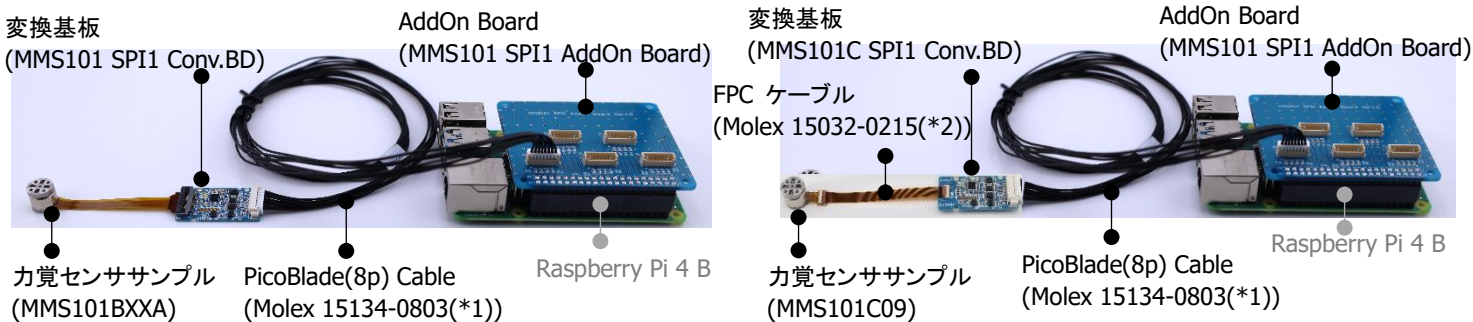 変換基板
(MMS101 SPI1 Conv.BD)
AddOn Board
(MMS101 SPI1 AddOn Board)
力覚センササンプル
(MMS101BXXA)
PicoBlade(8p) Cable
(Molex 15134-0803(*1))
Raspberry Pi 4 B
変換基板
(MMS101C SPI1 Conv.BD)
AddOn Board
(MMS101 SPI1 AddOn Board)
FPC ケーブル
(Molex 15032-0215(*2))
力覚センササンプル
(MMS101C09)
PicoBlade(8p) Cable
(Molex 15134-0803(*1))
Raspberry Pi 4 B